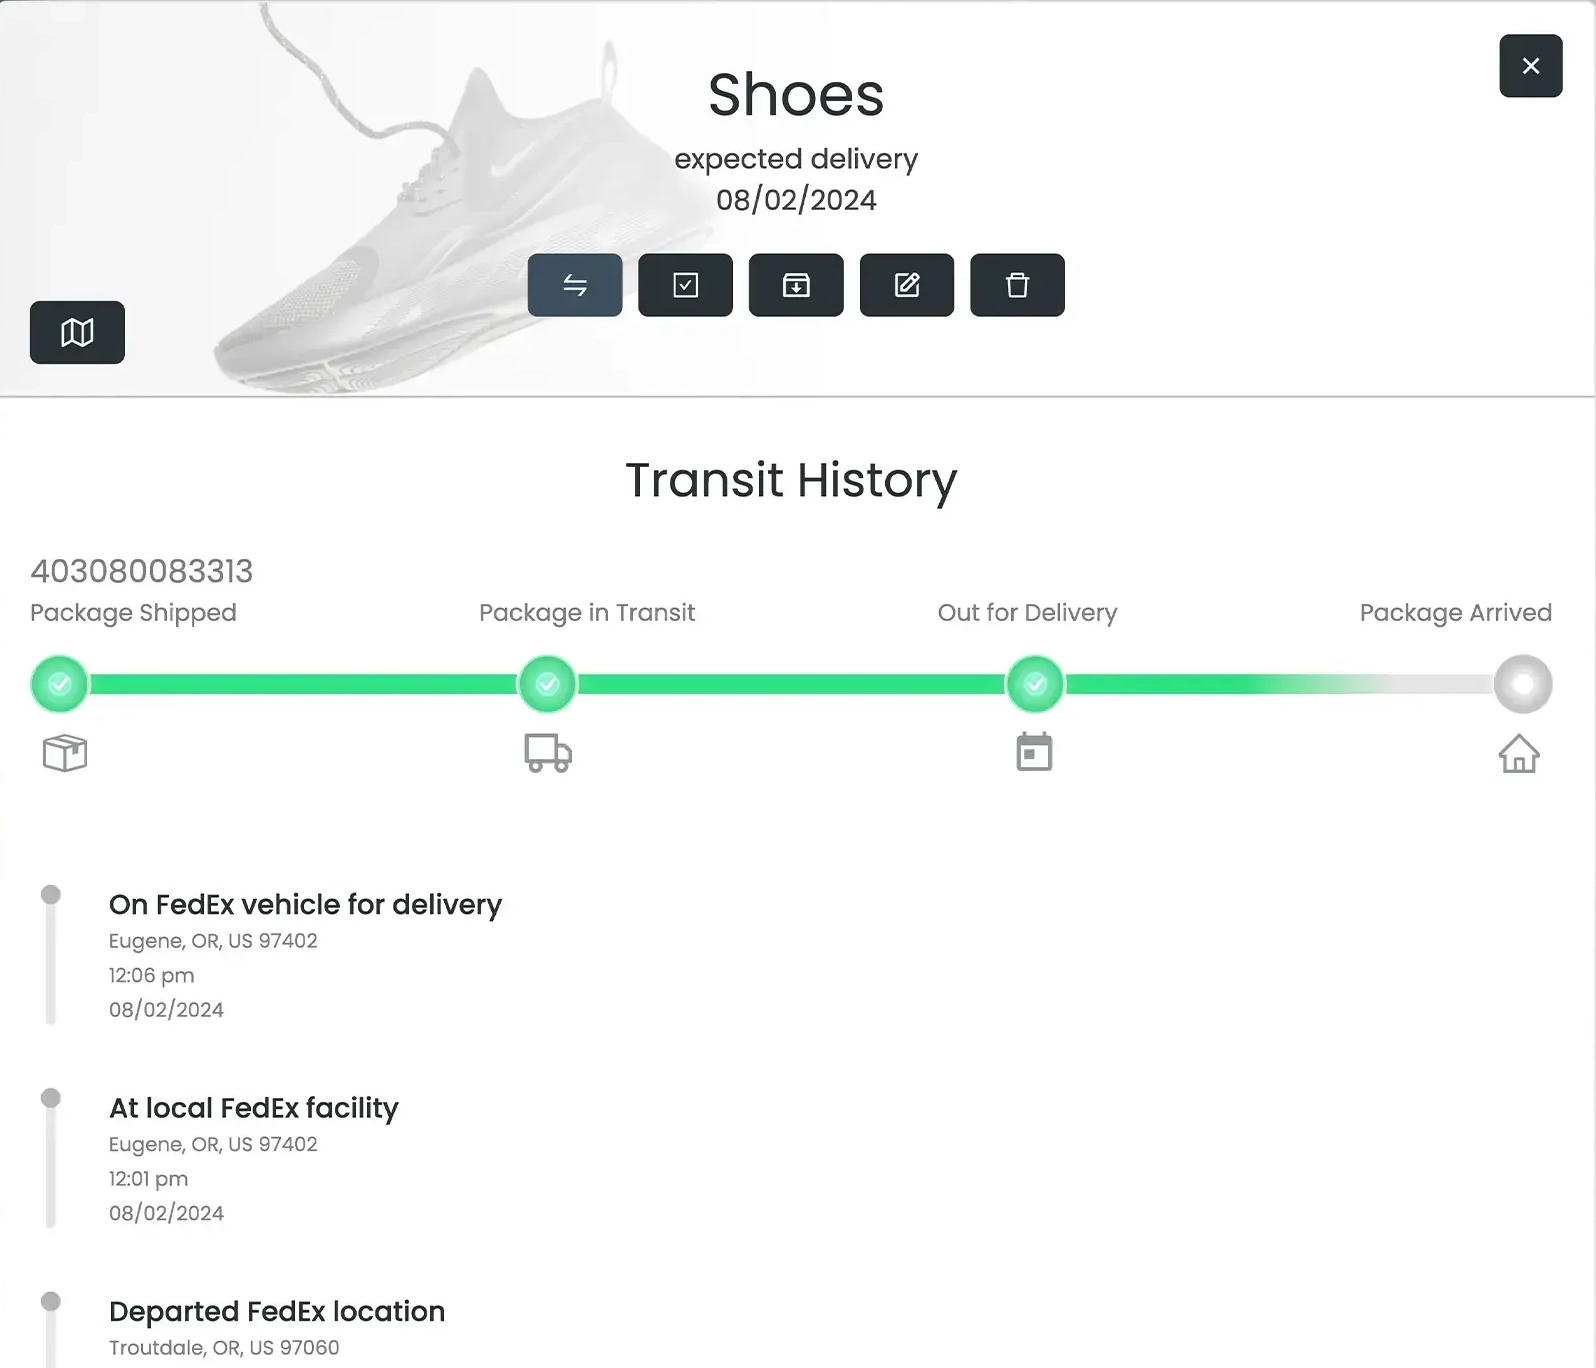 Shoes
expected delivery
08/02/2024
Transit History
403080083313
Package Shipped
Package in Transit
Out for Delivery
Package Arrived
On FedEx vehicle for delivery
Eugene, OR, US 97402
12:06 pm
08/02/2024
At local FedEx facility
Eugene, OR, US 97402
12:01 pm
08/02/2024
Departed FedEx location
Troutdale, OR, US 97060